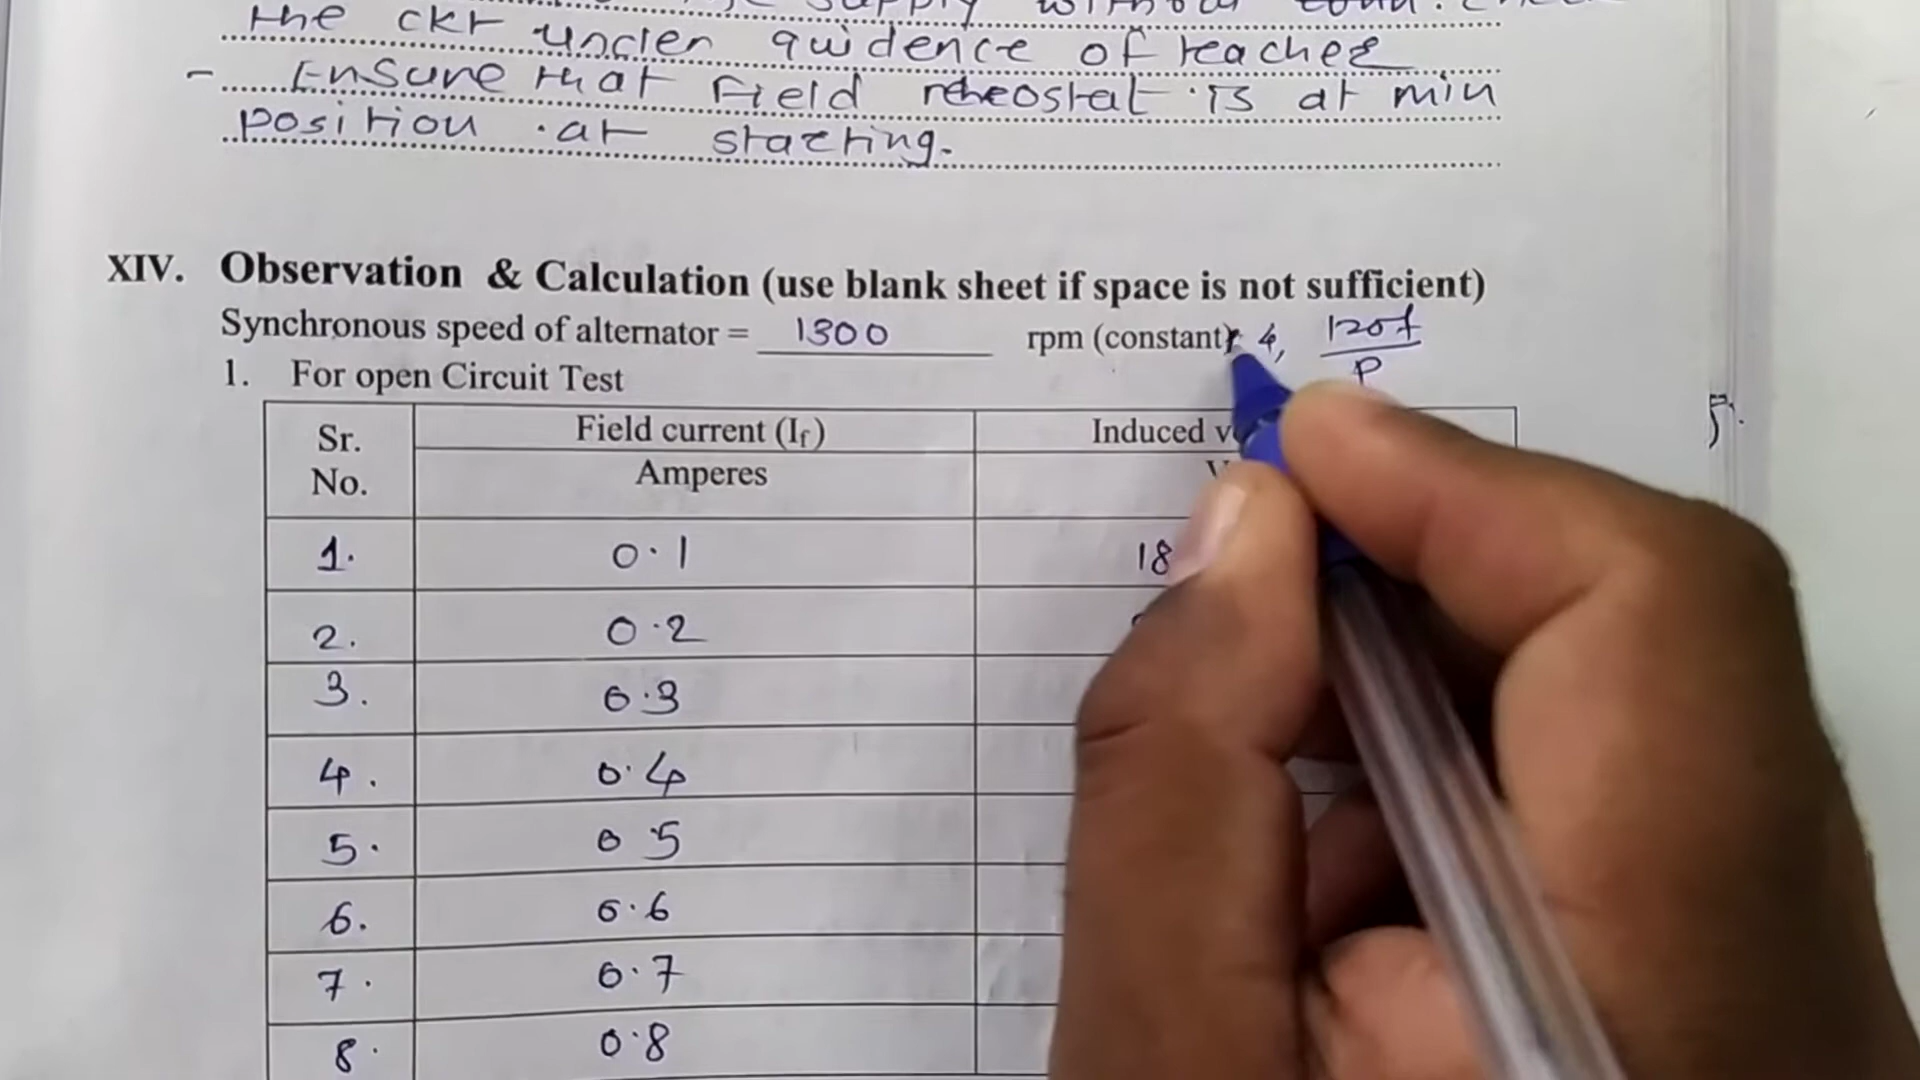 the ckt under guidence of teacher
- Ensure that Field rheostat is at min
position at starting.
XIV. Observation & Calculation (use blank sheet if space is not sufficient)
Synchronous speed of alternator = 1300 rpm (constant) 4, 120f
P
1. For open Circuit Test
Sr. No. Field current (If) Induced
Amperes V
1. 0.1 18
2. 0.2
3. 0.3
4. 0.4
5. 0.5
6. 0.6
7. 0.7
8. 0.8